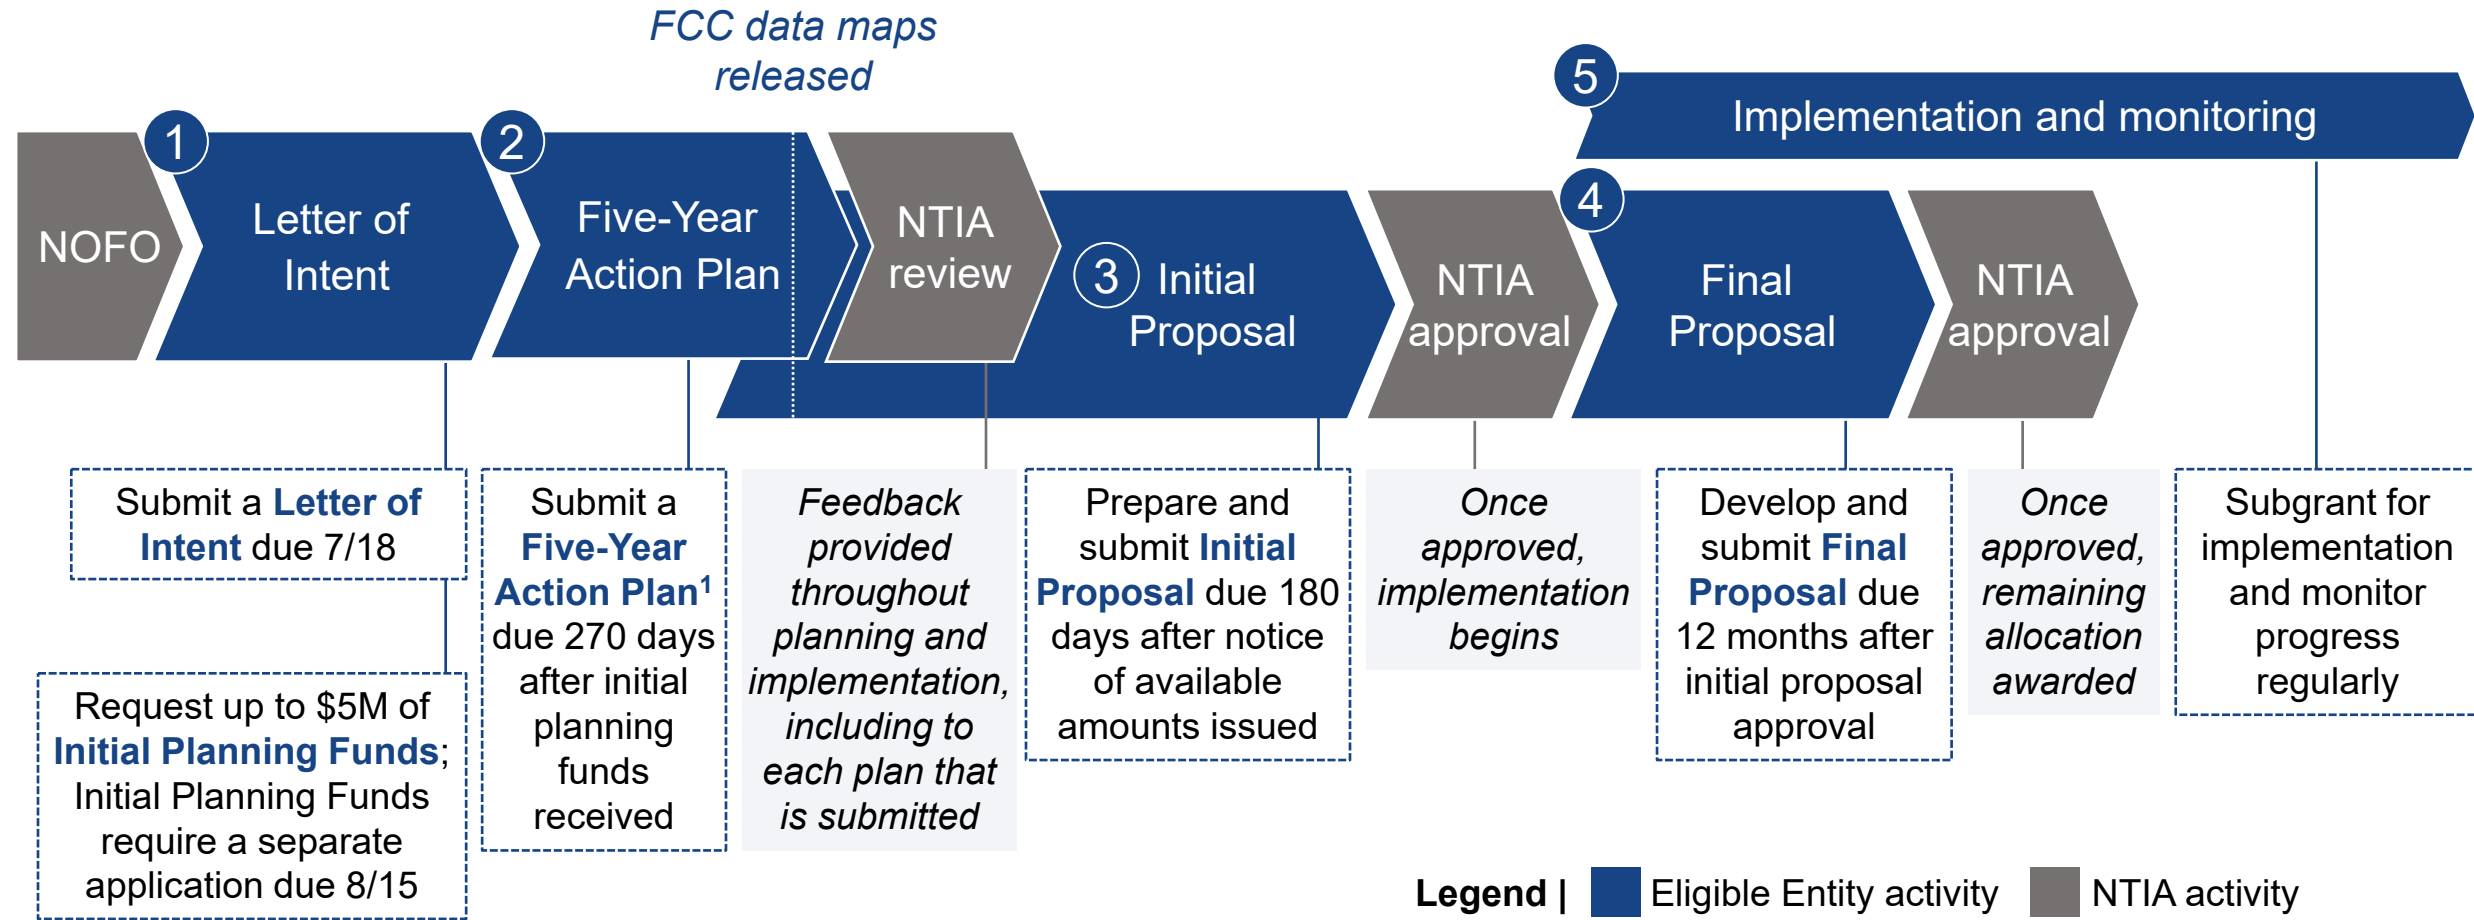 FCC data maps
released
NOFO
1
Letter of
Intent
2
Five-Year
Action Plan
NTIA
review
3
Initial
Proposal
NTIA
approval
4
Final
Proposal
NTIA
approval
5
Implementation and monitoring
Submit a Letter of
Intent due 7/18
Request up to $5M of
Initial Planning Funds;
Initial Planning Funds
require a separate
application due 8/15
Submit a
Five-Year
Action Plan1
due 270 days
after initial
planning
funds
received
Feedback
provided
throughout
planning and
implementation,
including to
each plan that
is submitted
Prepare and
submit Initial
Proposal due 180
days after notice
of available
amounts issued
Once
approved,
implementation
begins
Develop and
submit Final
Proposal due
12 months after
initial proposal
approval
Once
approved,
remaining
allocation
awarded
Subgrant for
implementation
and monitor
progress
regularly
Legend | Eligible Entity activity NTIA activity